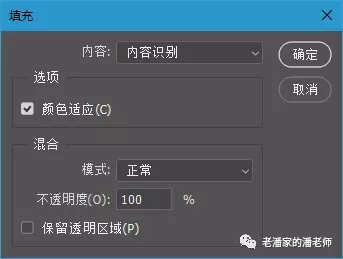 填充
内容: 内容识别
确定
选项
取消
颜色适应(C)
混合
模式: 正常
不透明度(O): 100 %
保留透明区域(P)
老潘家的潘老师